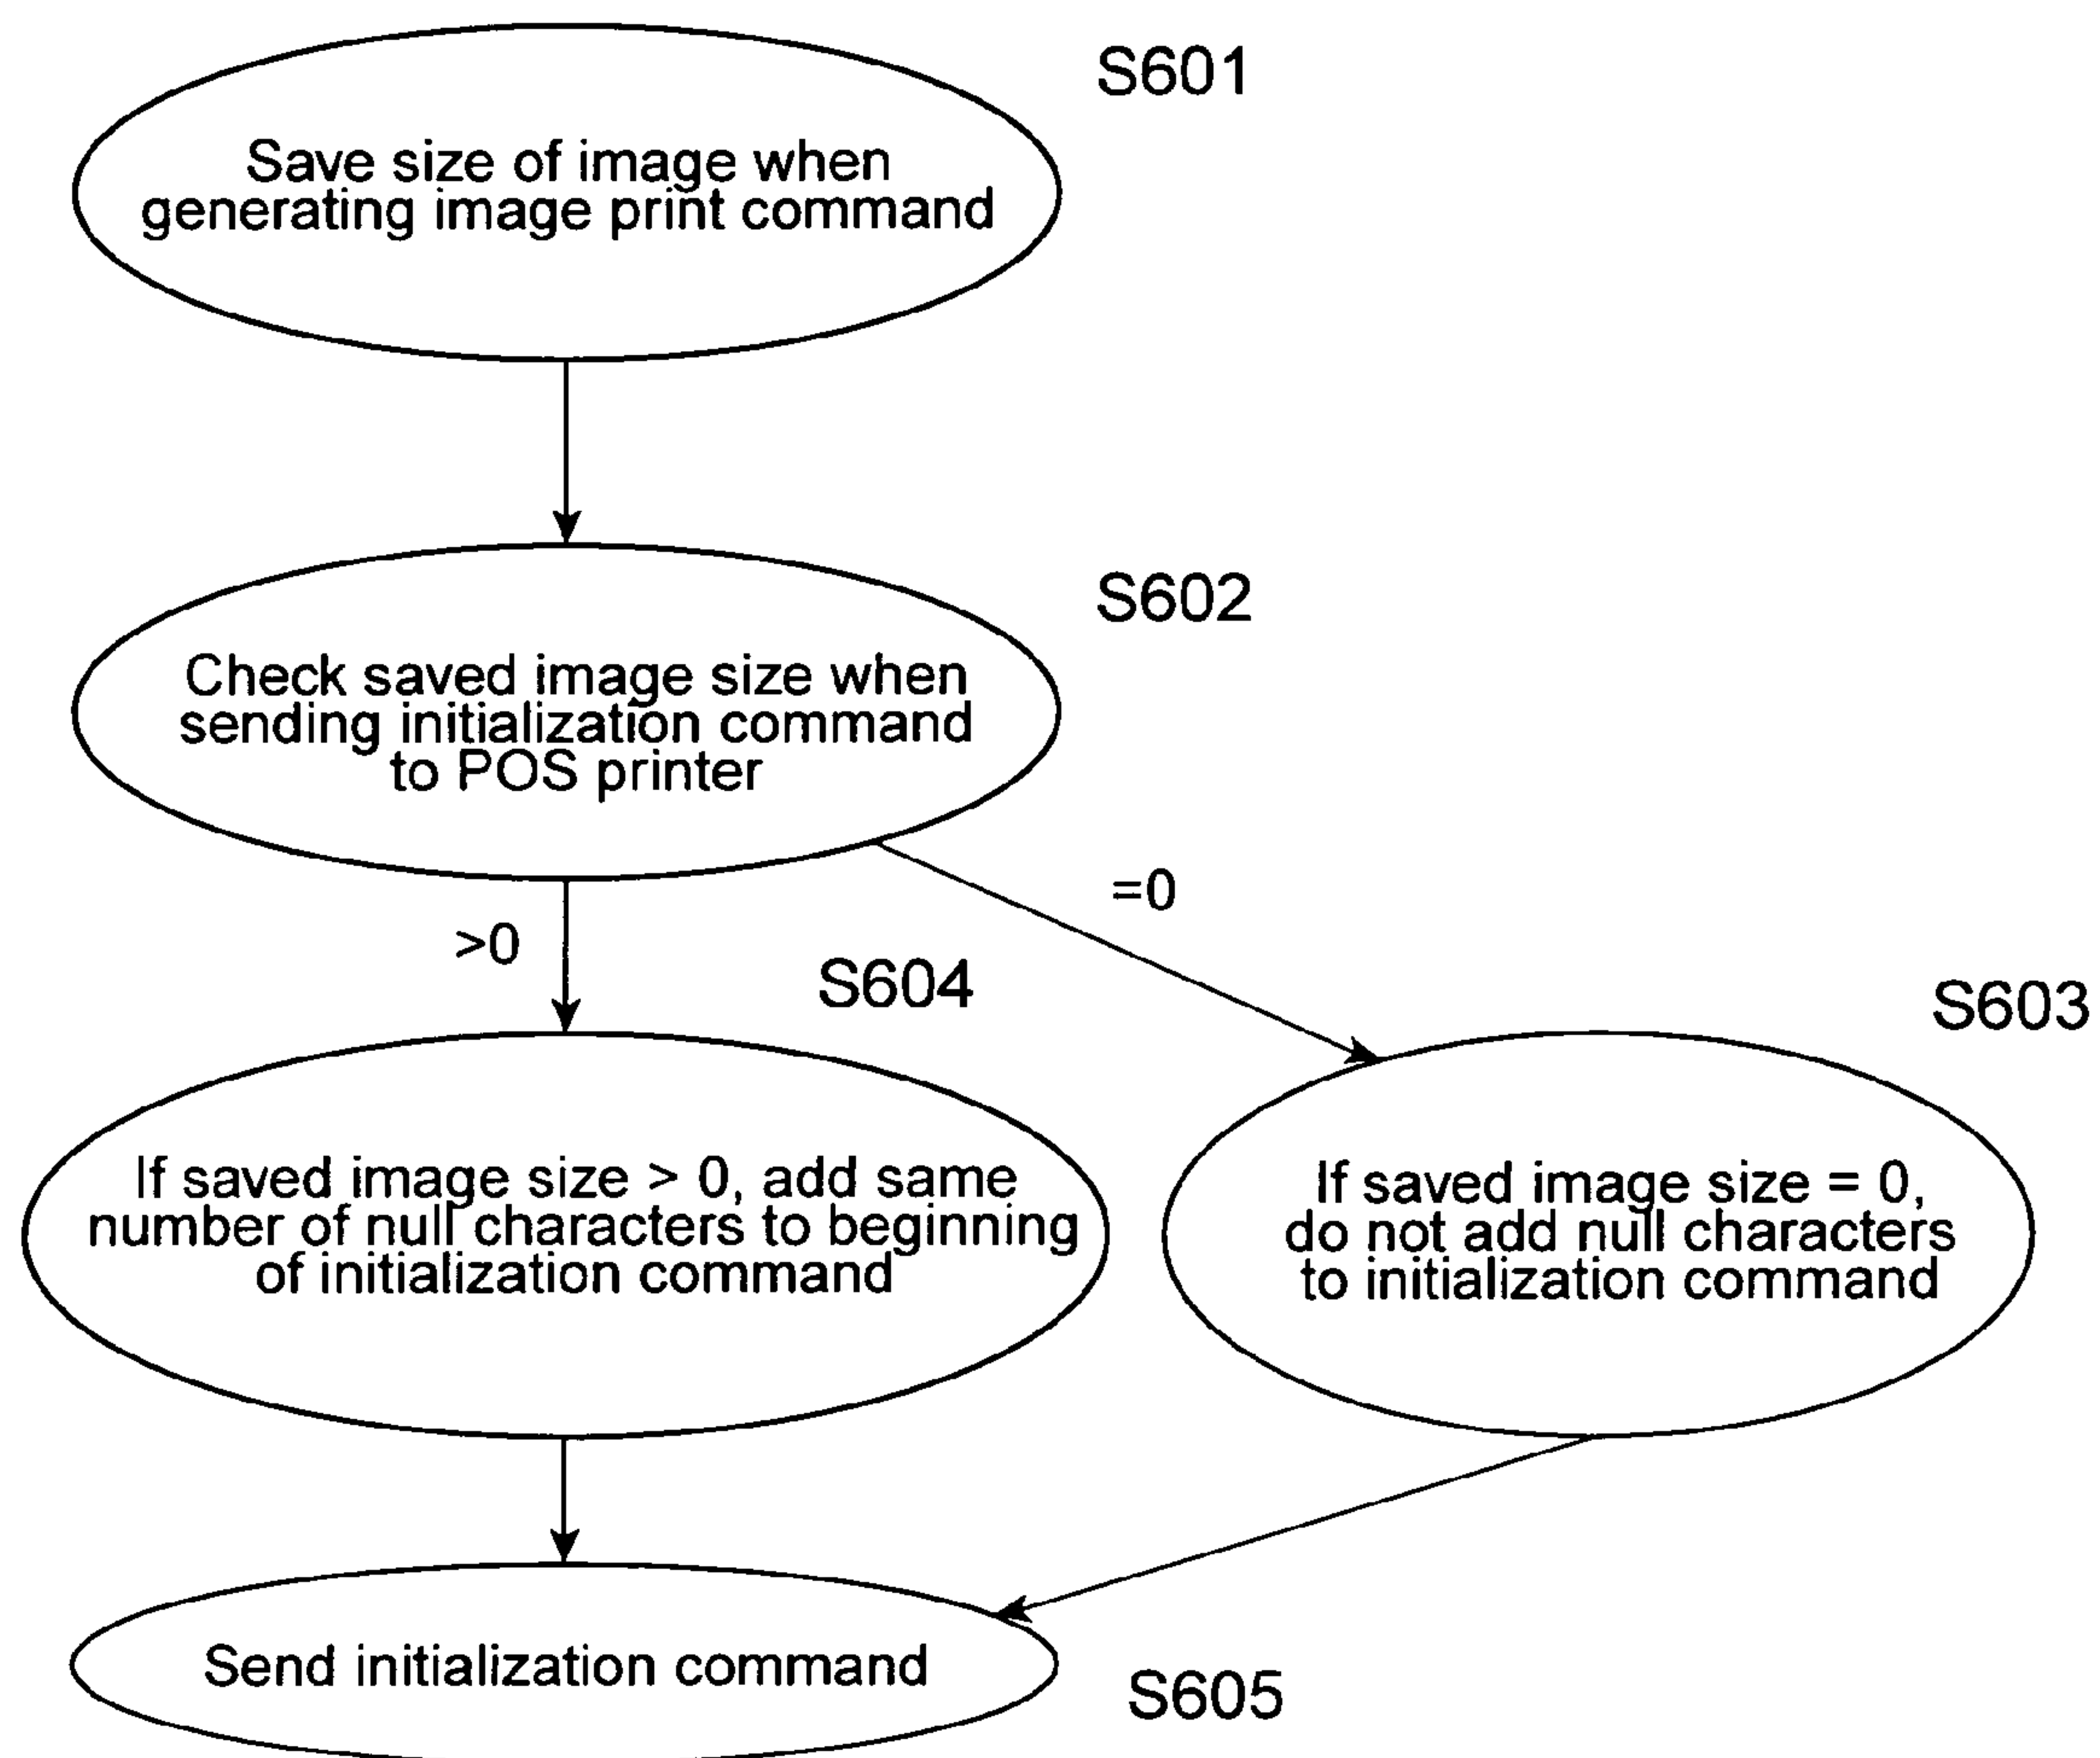 S601
Save size of image when
generating image print command
S602
Check saved image size when
sending initialization command
to POS printer
=0
>0
S604
S603
If saved image size > 0, add same
number of null characters to beginning
of initialization command
If saved image size = 0,
do not add null characters
to initialization command
Send initialization command
S605